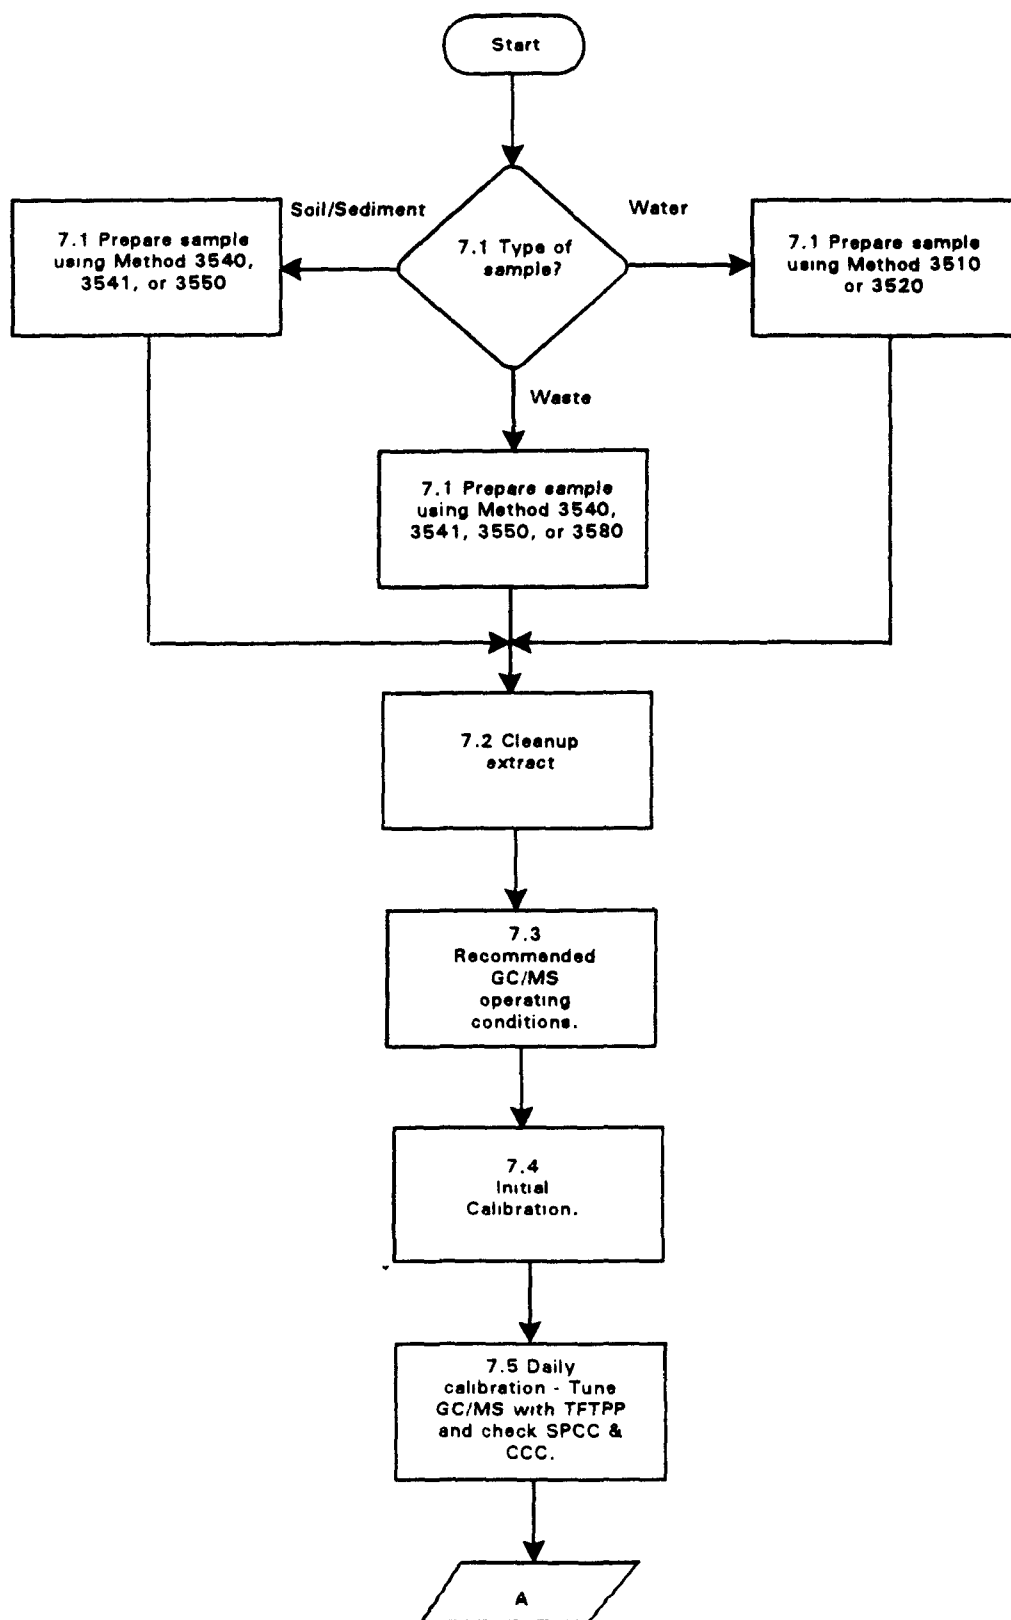 Start
7.1 Type of
sample?
Soil/Sediment
Water
Waste
7.1 Prepare sample
using Method 3540,
3541, or 3550
7.1 Prepare sample
using Method 3510
or 3520
7.1 Prepare sample
using Method 3540,
3541, 3550, or 3580
7.2 Cleanup
extract
7.3
Recommended
GC/MS
operating
conditions.
7.4
Initial
Calibration.
7.5 Daily
calibration - Tune
GC/MS with TFTPP
and check SPCC &
CCC.
A